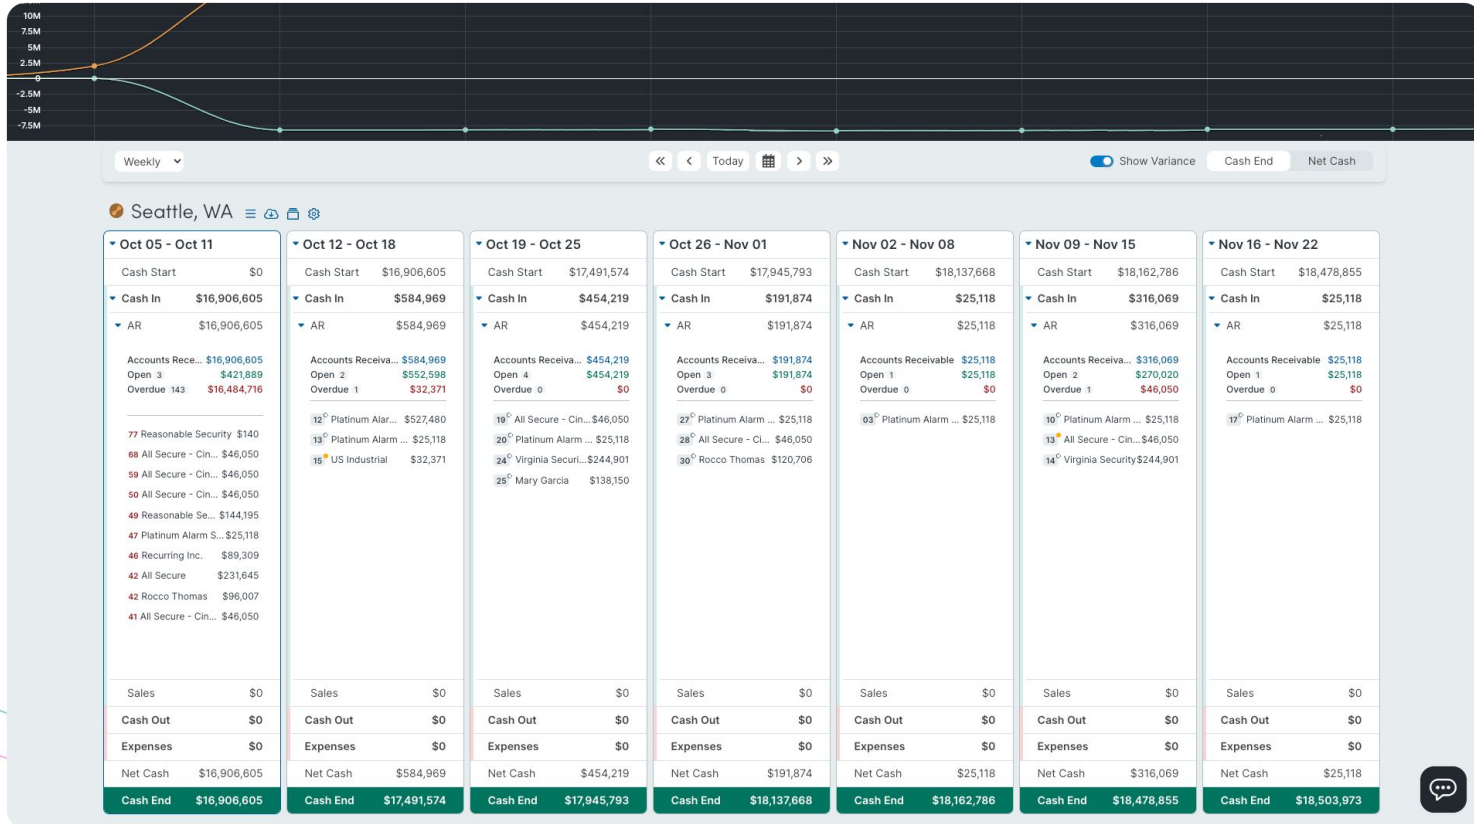 10M
7.5M
5M
2.5M
0
-2.5M
-5M
-7.5M
Weekly Today Show Variance Cash End Net Cash
Seattle, WA
Oct 05 - Oct 11
Cash Start $0
Cash In $16,906,605
AR $16,906,605
Accounts Rece... $16,906,605
Open 3 $421,889
Overdue 143 $16,484,716
77 Reasonable Security $140
68 All Secure - Cin... $46,050
59 All Secure - Cin... $46,050
50 All Secure - Cin... $46,050
49 Reasonable Se... $144,195
47 Platinum Alarm S... $25,118
46 Recurring Inc. $89,309
42 All Secure $231,645
42 Rocco Thomas $96,007
41 All Secure - Cin... $46,050
Sales $0
Cash Out $0
Expenses $0
Net Cash $16,906,605
Cash End $16,906,605
Oct 12 - Oct 18
Cash Start $16,906,605
Cash In $584,969
AR $584,969
Accounts Receiva... $584,969
Open 2 $552,598
Overdue 1 $32,371
12 Platinum Alar... $527,480
13 Platinum Alarm ... $25,118
15 US Industrial $32,371
Sales $0
Cash Out $0
Expenses $0
Net Cash $584,969
Cash End $17,491,574
Oct 19 - Oct 25
Cash Start $17,491,574
Cash In $454,219
AR $454,219
Accounts Receiva... $454,219
Open 4 $454,219
Overdue 0 $0
19 All Secure - Cin... $46,050
20 Platinum Alarm ... $25,118
24 Virginia Securi... $244,901
25 Mary Garcia $138,150
Sales $0
Cash Out $0
Expenses $0
Net Cash $454,219
Cash End $17,945,793
Oct 26 - Nov 01
Cash Start $17,945,793
Cash In $191,874
AR $191,874
Accounts Receiva... $191,874
Open 3 $191,874
Overdue 0 $0
27 Platinum Alarm ... $25,118
28 All Secure - Ci... $46,050
30 Rocco Thomas $120,706
Sales $0
Cash Out $0
Expenses $0
Net Cash $191,874
Cash End $18,137,668
Nov 02 - Nov 08
Cash Start $18,137,668
Cash In $25,118
AR $25,118
Accounts Receivable $25,118
Open 1 $25,118
Overdue 0 $0
03 Platinum Alarm ... $25,118
Sales $0
Cash Out $0
Expenses $0
Net Cash $25,118
Cash End $18,162,786
Nov 09 - Nov 15
Cash Start $18,162,786
Cash In $316,069
AR $316,069
Accounts Receiva... $316,069
Open 2 $270,020
Overdue 1 $46,050
10 Platinum Alarm ... $25,118
13 All Secure - Cin... $46,050
14 Virginia Security $244,901
Sales $0
Cash Out $0
Expenses $0
Net Cash $316,069
Cash End $18,478,855
Nov 16 - Nov 22
Cash Start $18,478,855
Cash In $25,118
AR $25,118
Accounts Receivable $25,118
Open 1 $25,118
Overdue 0 $0
17 Platinum Alarm ... $25,118
Sales $0
Cash Out $0
Expenses $0
Net Cash $25,118
Cash End $18,503,973